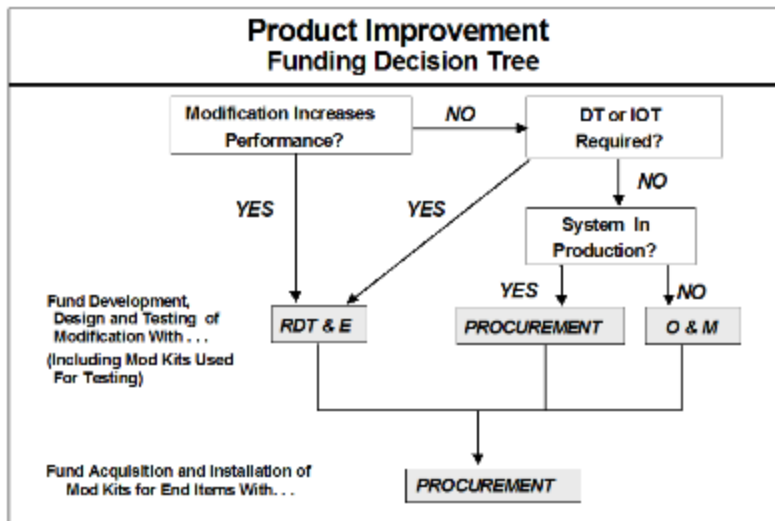 Product Improvement
Funding Decision Tree
Modification Increases
Performance?
NO
DT or IOT
Required?
YES
YES
NO
System In
Production?
YES
NO
Fund Development,
Design and Testing of
Modification With . . .
(Including Mod Kits Used
For Testing)
RDT & E
PROCUREMENT
O & M
Fund Acquisition and Installation of
Mod Kits for End Items With. . .
PROCUREMENT